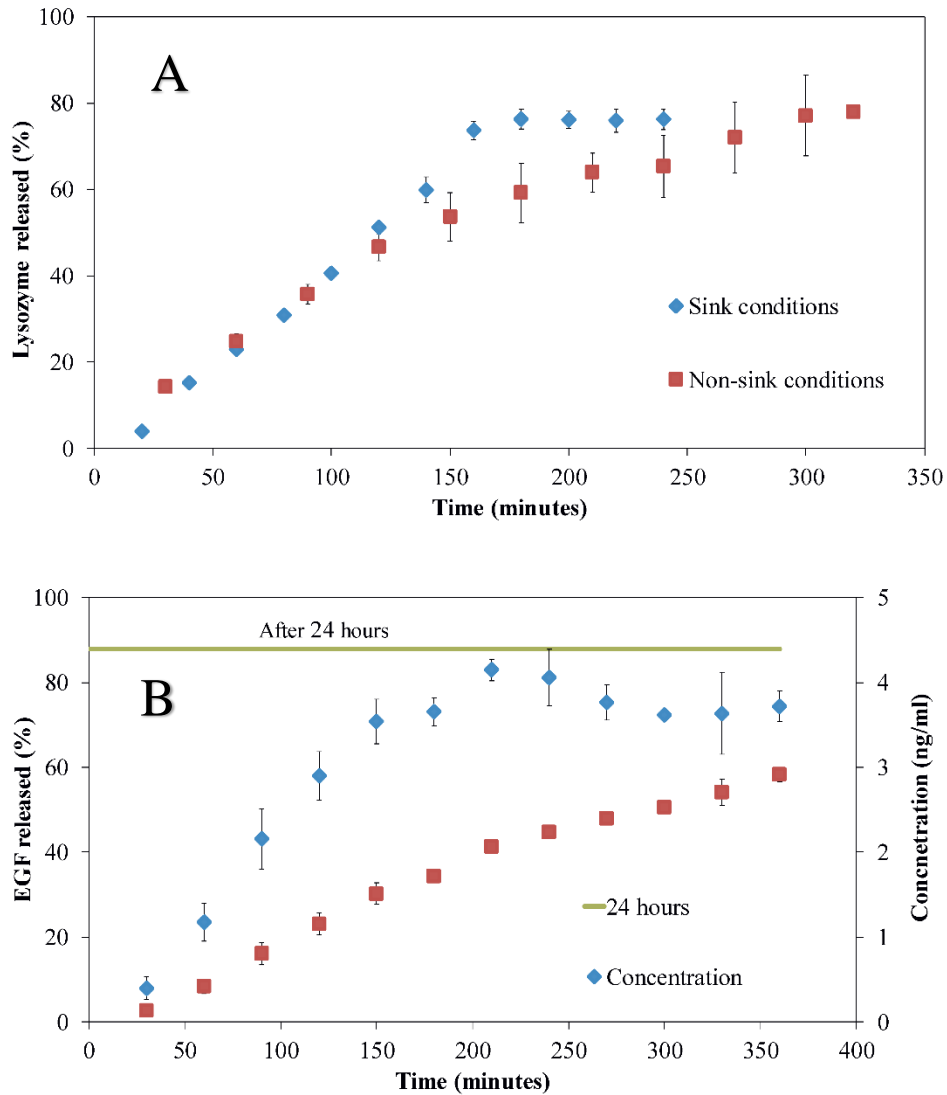 A
Lysozyme released (%)
100
80
60
40
20
0
0 50 100 150 200 250 300 350
Time (minutes)
Sink conditions
Non-sink conditions
B
EGF released (%)
100
80
60
40
20
0
After 24 hours
24 hours
Concentration
5
4
3
2
1
0
Concnetration (ng/ml)
0 50 100 150 200 250 300 350 400
Time (minutes)